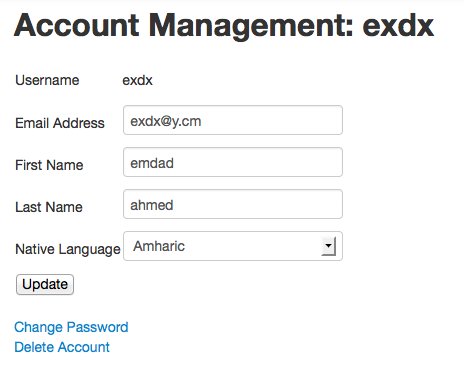 Account Management: exdx
Username exdx
Email Address exdx@y.cm
First Name emdad
Last Name ahmed
Native Language Amharic
Update
Change Password
Delete Account